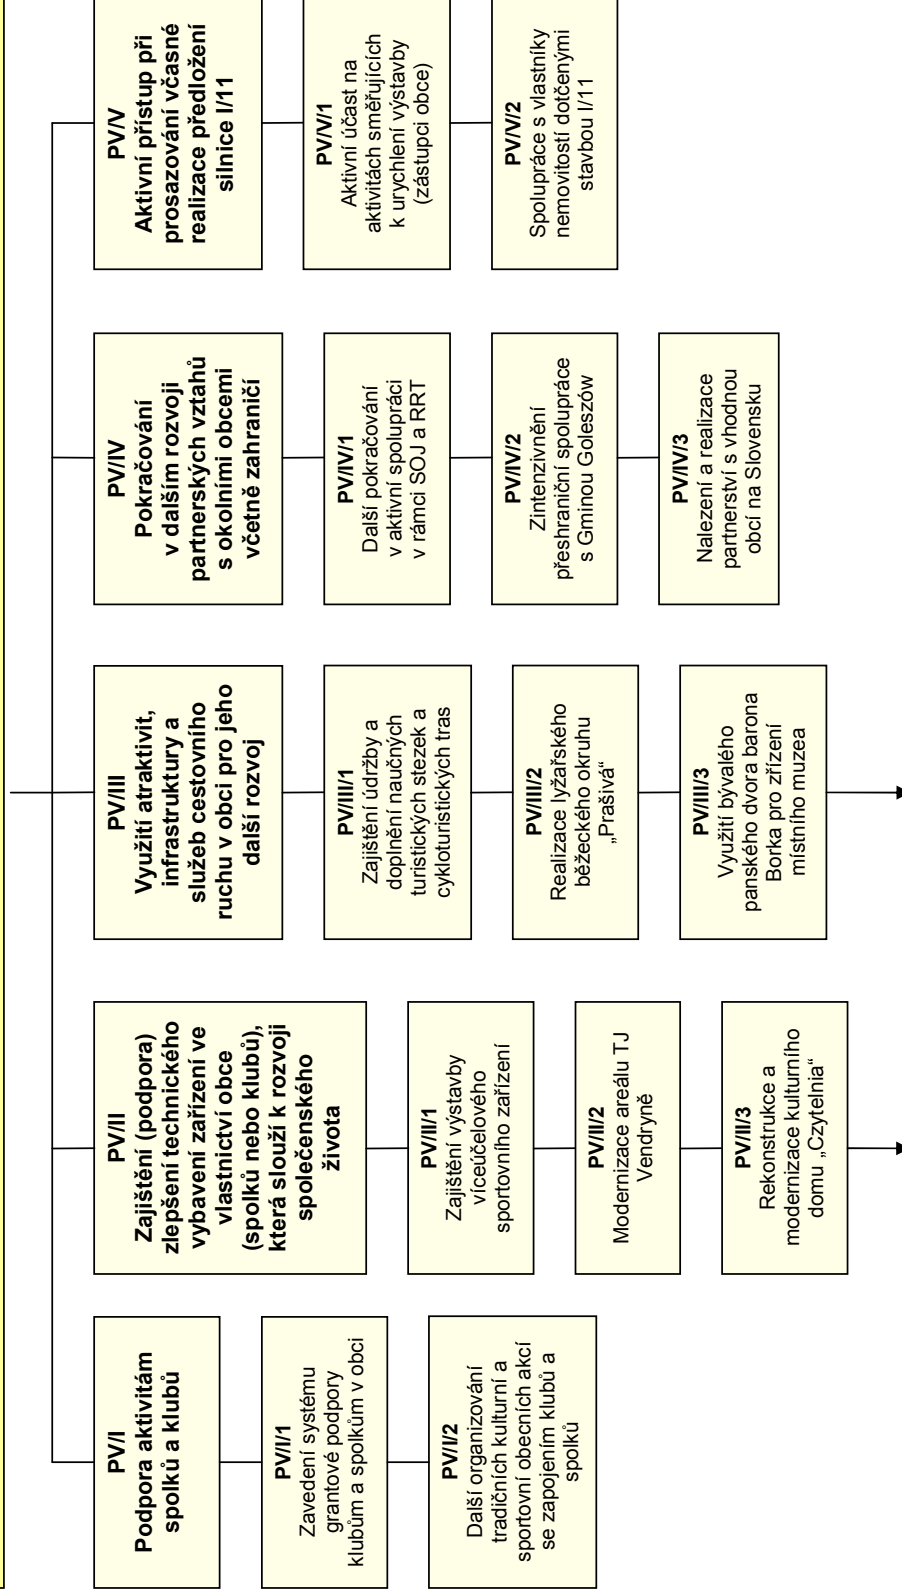 PV/I
Podpora aktivitám
spolků a klubů
PV/I/1
Zavedení systému
grantové podpory
klubům a spolkům v obci
PV/I/2
Další organizování
tradičních kulturní a
sportovní obecních akcí
se zapojením klubů a
spolků
PV/II
Zajištění (podpora)
zlepšení technického
vybavení zařízení ve
vlastnictví obce
(spolků nebo klubů),
která slouží k rozvoji
společenského
života
PV/II/1
Zajištění výstavby
víceúčelového
sportovního zařízení
PV/II/2
Modernizace areálu TJ
Vendryně
PV/II/3
Rekonstrukce a
modernizace kulturního
domu „Czytelnia“
PV/III
Využití atraktivit,
infrastruktury a
služeb cestovního
ruchu v obci pro jeho
další rozvoj
PV/III/1
Zajištění údržby a
doplnění naučných
turistických stezek a
cykloturistických tras
PV/III/2
Realizace lyžařského
běžeckého okruhu
„Prašivá“
PV/III/3
Využití bývalého
panského dvora barona
Borka pro zřízení
místního muzea
PV/IV
Pokračování
v dalším rozvoji
partnerských vztahů
s okolními obcemi
včetně zahraničí
PV/IV/1
Další pokračování
v aktivní spolupráci
v rámci SOJ a RRT
PV/IV/2
Zintenzivnění
přeshraniční spolupráce
s Gminou Goleszów
PV/IV/3
Nalezení a realizace
partnerství s vhodnou
obcí na Slovensku
PV/V
Aktivní přístup při
prosazování včasné
realizace předložení
silnice I/11
PV/V/1
Aktivní účast na
aktivitách směřujících
k urychlení výstavby
(zástupci obce)
PV/V/2
Spolupráce s vlastníky
nemovitostí dotčenými
stavbou I/11